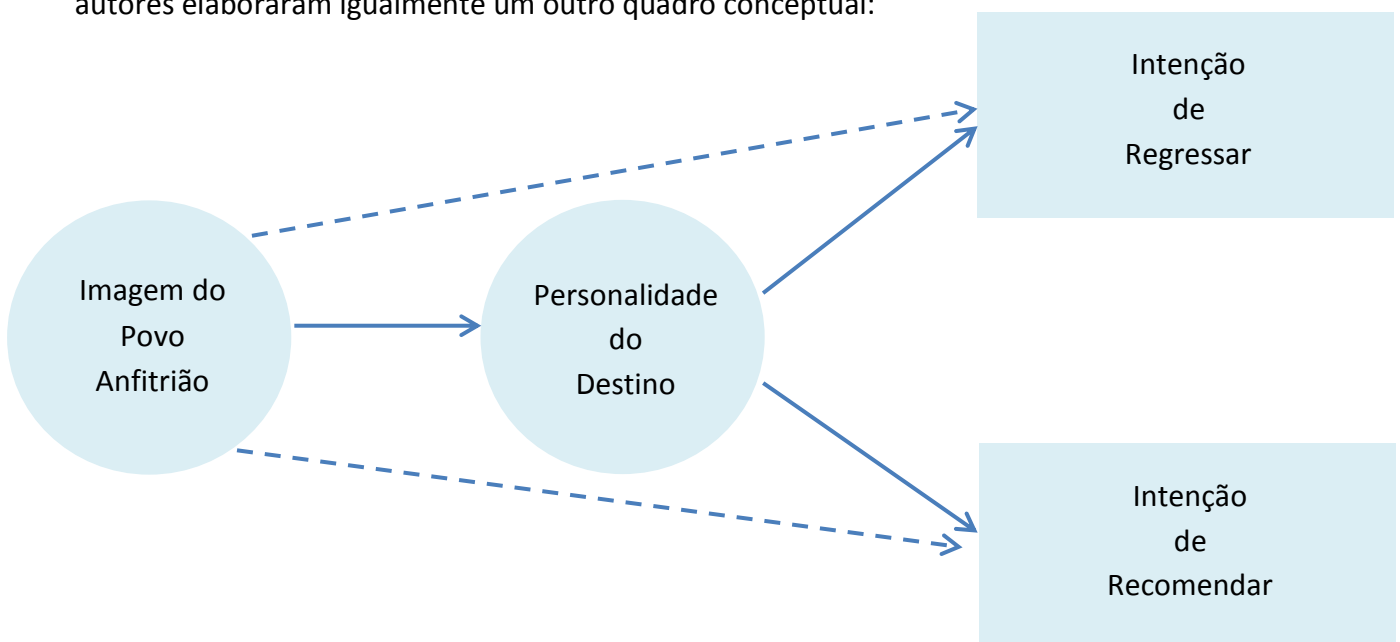 autores elaboraram igualmente um outro quadro conceptual:
Intenção
de
Regressar
Imagem do
Povo
Anfitrião
Personalidade
do
Destino
Intenção
de
Recomendar